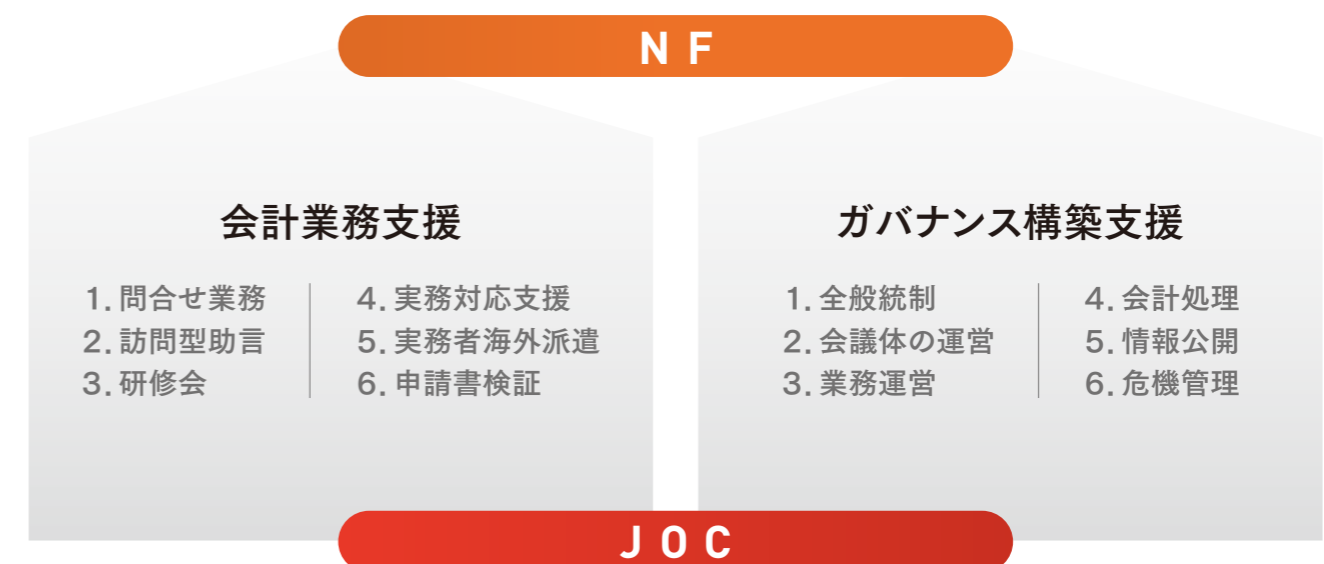 NF
会計業務支援
1.問合せ業務
2.訪問型助言
3.研修会
4.実務対応支援
5.実務者海外派遣
6.申請書検証
ガバナンス構築支援
1.全般統制
2.会議体の運営
3.業務運営
4.会計処理
5.情報公開
6.危機管理
JOC